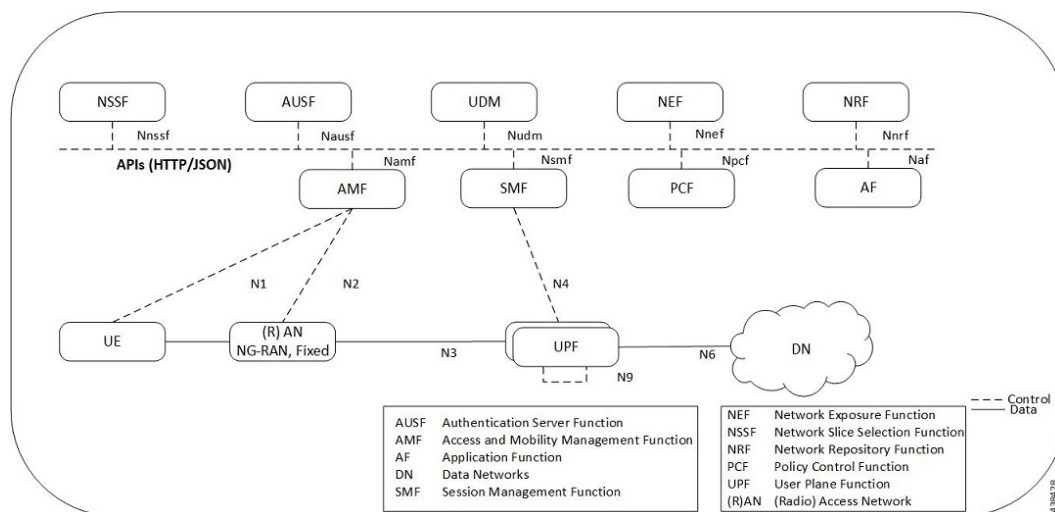 NSSF
AUSF
UDM
NEF
NRF
Nnssf
Nausf
Nudm
Nnef
Nnrf
APIs (HTTP/JSON)
Namf
Nsmf
Npcf
Naf
AMF
SMF
PCF
AF
N1
N2
N4
UE
(R) AN
NG-RAN, Fixed
N3
UPF
N6
DN
N9
Control
Data
AUSF Authentication Server Function
AMF Access and Mobility Management Function
AF Application Function
DN Data Networks
SMF Session Management Function
NEF Network Exposure Function
NSSF Network Slice Selection Function
NRF Network Repository Function
PCF Policy Control Function
UPF User Plane Function
(R)AN (Radio) Access Network